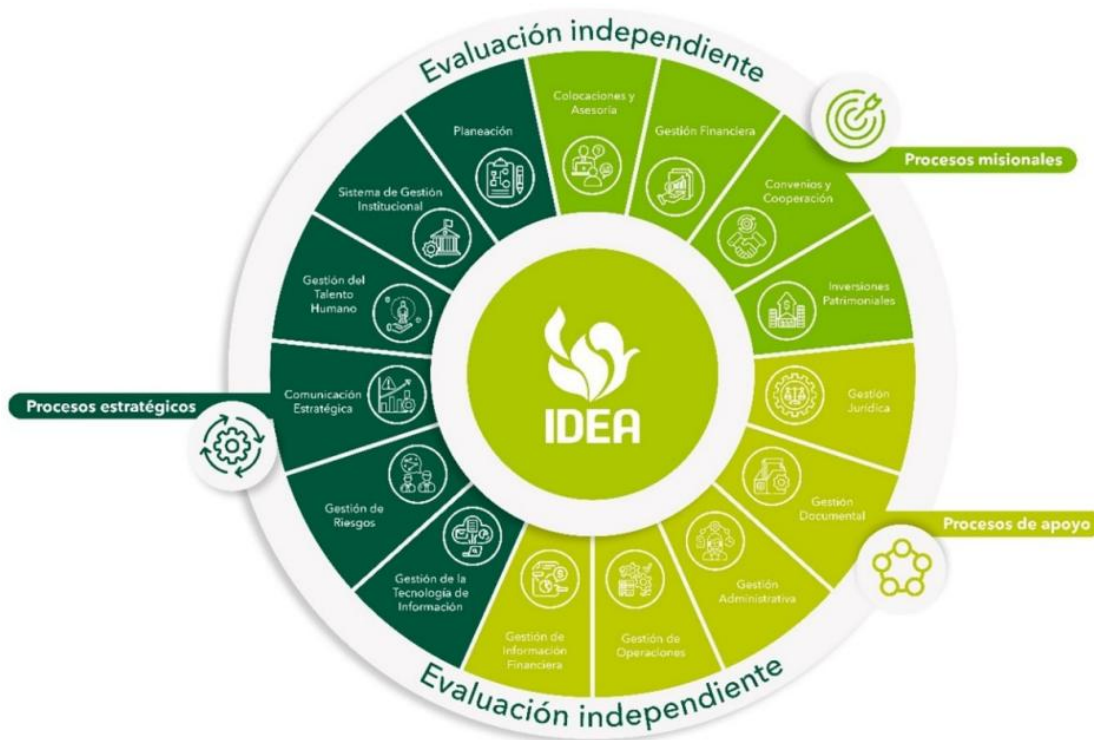 Evaluación independiente
Colocaciones y
Asesoría
Gestión Financiera
Convenios y
Cooperación
Inversiones
Patrimoniales
Procesos misionales
Gestión
Jurídica
Gestión
Documental
Gestión
Administrativa
Gestión de
Operaciones
Gestión de
Información
Financiera
Procesos de apoyo
Planeación
Sistema de Gestión
Institucional
Gestión del
Talento
Humano
Comunicación
Estratégica
Gestión de
Riesgos
Gestión de la
Tecnología de
Información
Procesos estratégicos
IDEA
Evaluación independiente